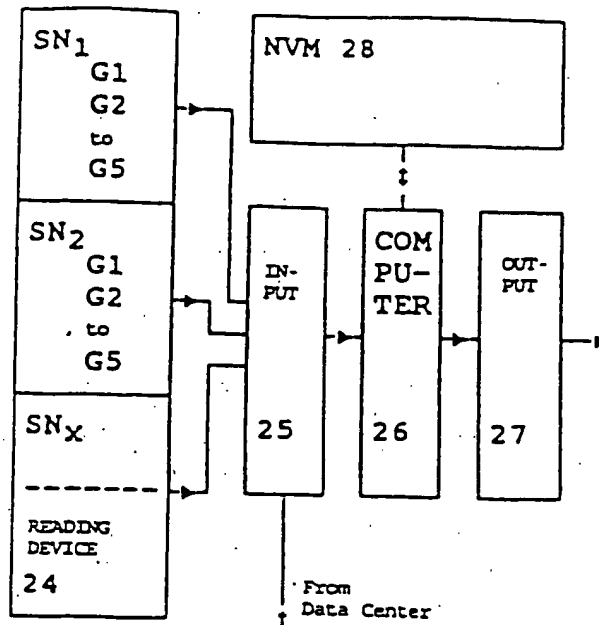 SN1
G1
G2
to
G5
SN2
G1
G2
to
G5
SNX
READING
DEVICE
24
NVM 28
IN-
PUT
25
COM
PU-
TER
26
OUT-
PUT
27
From
Data Center